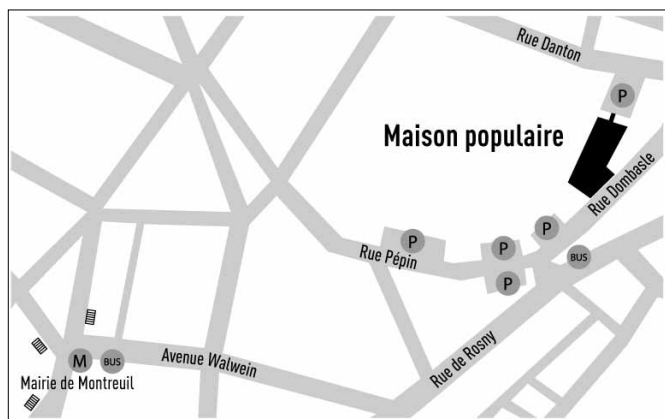 Rue Danton
P
Maison populaire
Rue Dombasle
P
P
P
BUS
Rue Pépin
P
Rue de Rosny
Avenue Walwein
M
BUS
Mairie de Montreuil